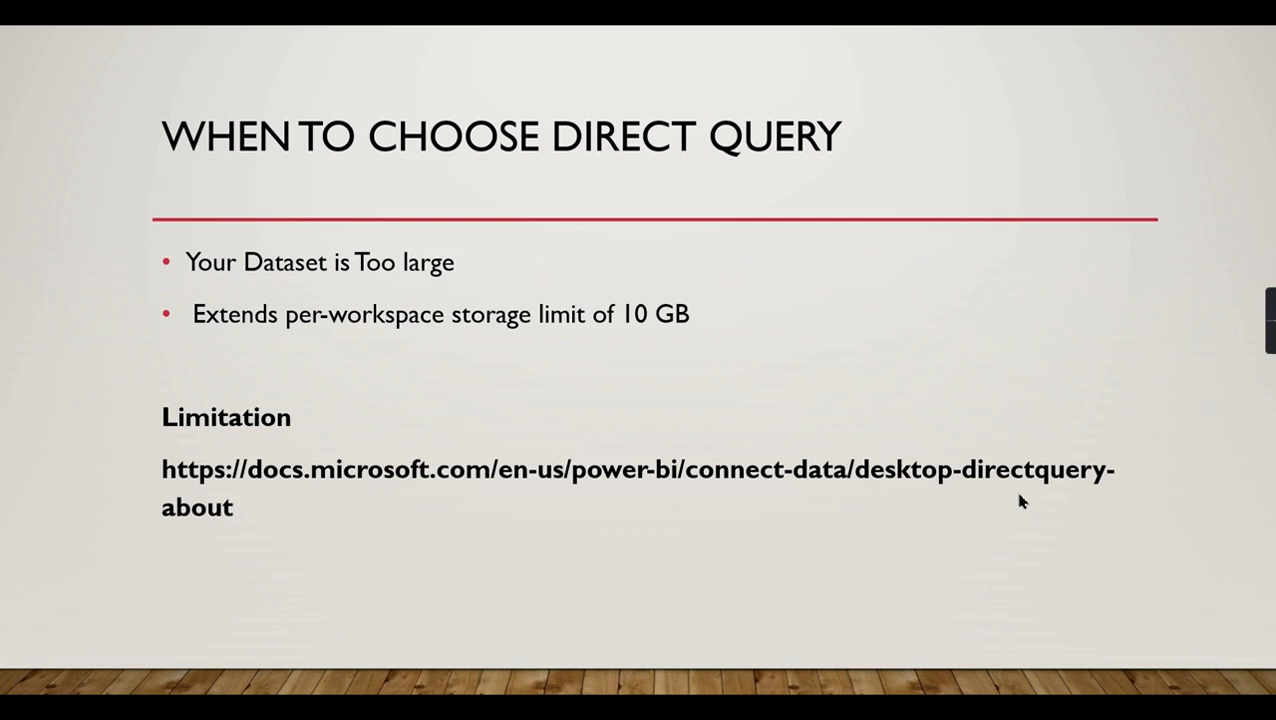 WHEN TO CHOOSE DIRECT QUERY
• Your Dataset is Too large
• Extends per-workspace storage limit of 10 GB
Limitation
https://docs.microsoft.com/en-us/power-bi/connect-data/desktop-directquery-
about